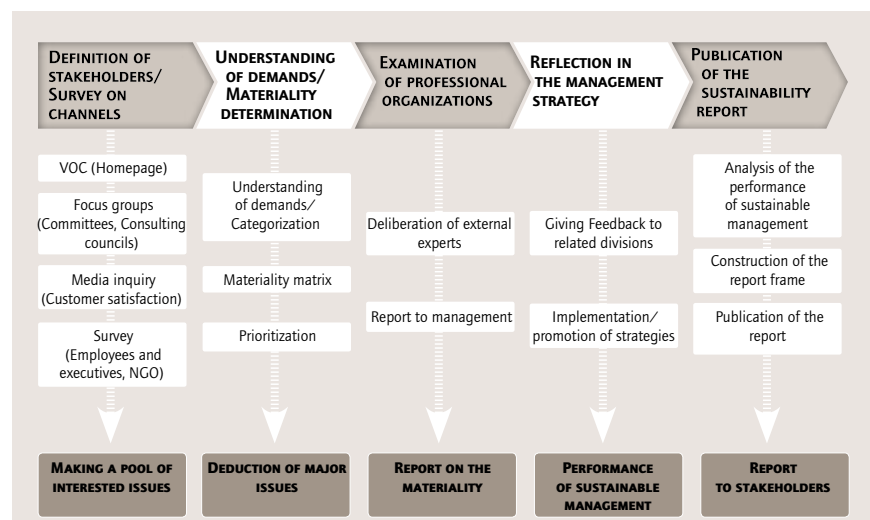 DEFINITION OF
STAKEHOLDERS/
SURVEY ON
CHANNELS
UNDERSTANDING
OF DEMANDS/
MATERIALITY
DETERMINATION
EXAMINATION
OF PROFESSIONAL
ORGANIZATIONS
REFLECTION IN
THE MANAGEMENT
STRATEGY
PUBLICATION
OF THE
SUSTAINABILITY
REPORT
VOC (Homepage)
Focus groups
(Committees, Consulting
councils)
Media inquiry
(Customer satisfaction)
Survey
(Employees and
executives, NGO)
Understanding
of demands/
Categorization
Materiality matrix
Prioritization
Deliberation of external
experts
Report to management
Giving Feedback to
related divisions
Implementation/
promotion of strategies
Analysis of the
performance
of sustainable
management
Construction of the
report frame
Publication of the
report
MAKING A POOL OF
INTERESTED ISSUES
DEDUCTION OF MAJOR
ISSUES
REPORT ON THE
MATERIALITY
PERFORMANCE
OF SUSTAINABLE
MANAGEMENT
REPORT
TO STAKEHOLDERS